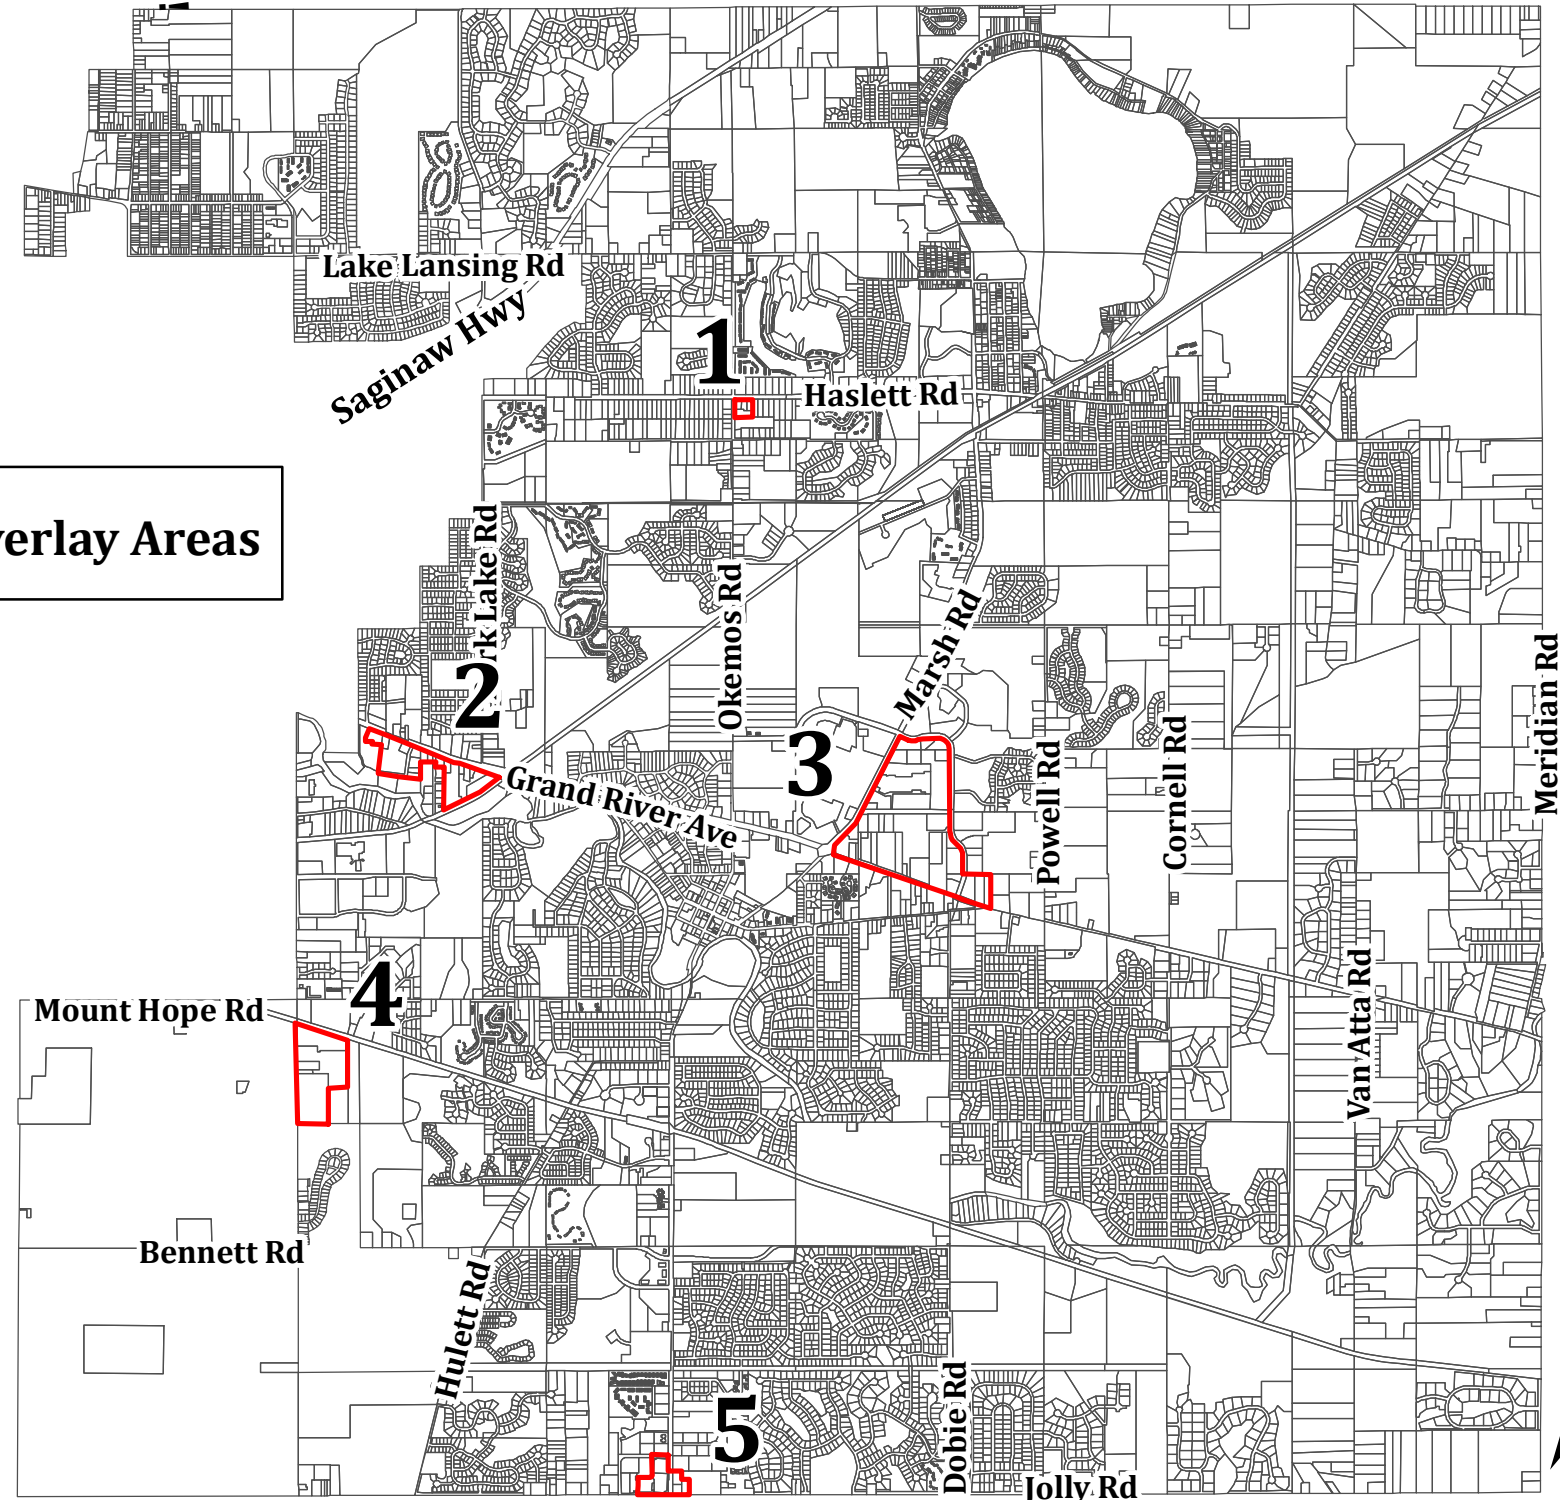 Lake Lansing Rd
Saginaw Hwy
1
Haslett Rd
verlay Areas
rk Lake Rd
Okemos Rd
Marsh Rd
2
Meridian Rd
3
Grand River Ave
Powell Rd
Cornell Rd
4
Mount Hope Rd
Van Atta Rd
Bennett Rd
Hulett Rd
5
Dobie Rd
Jolly Rd